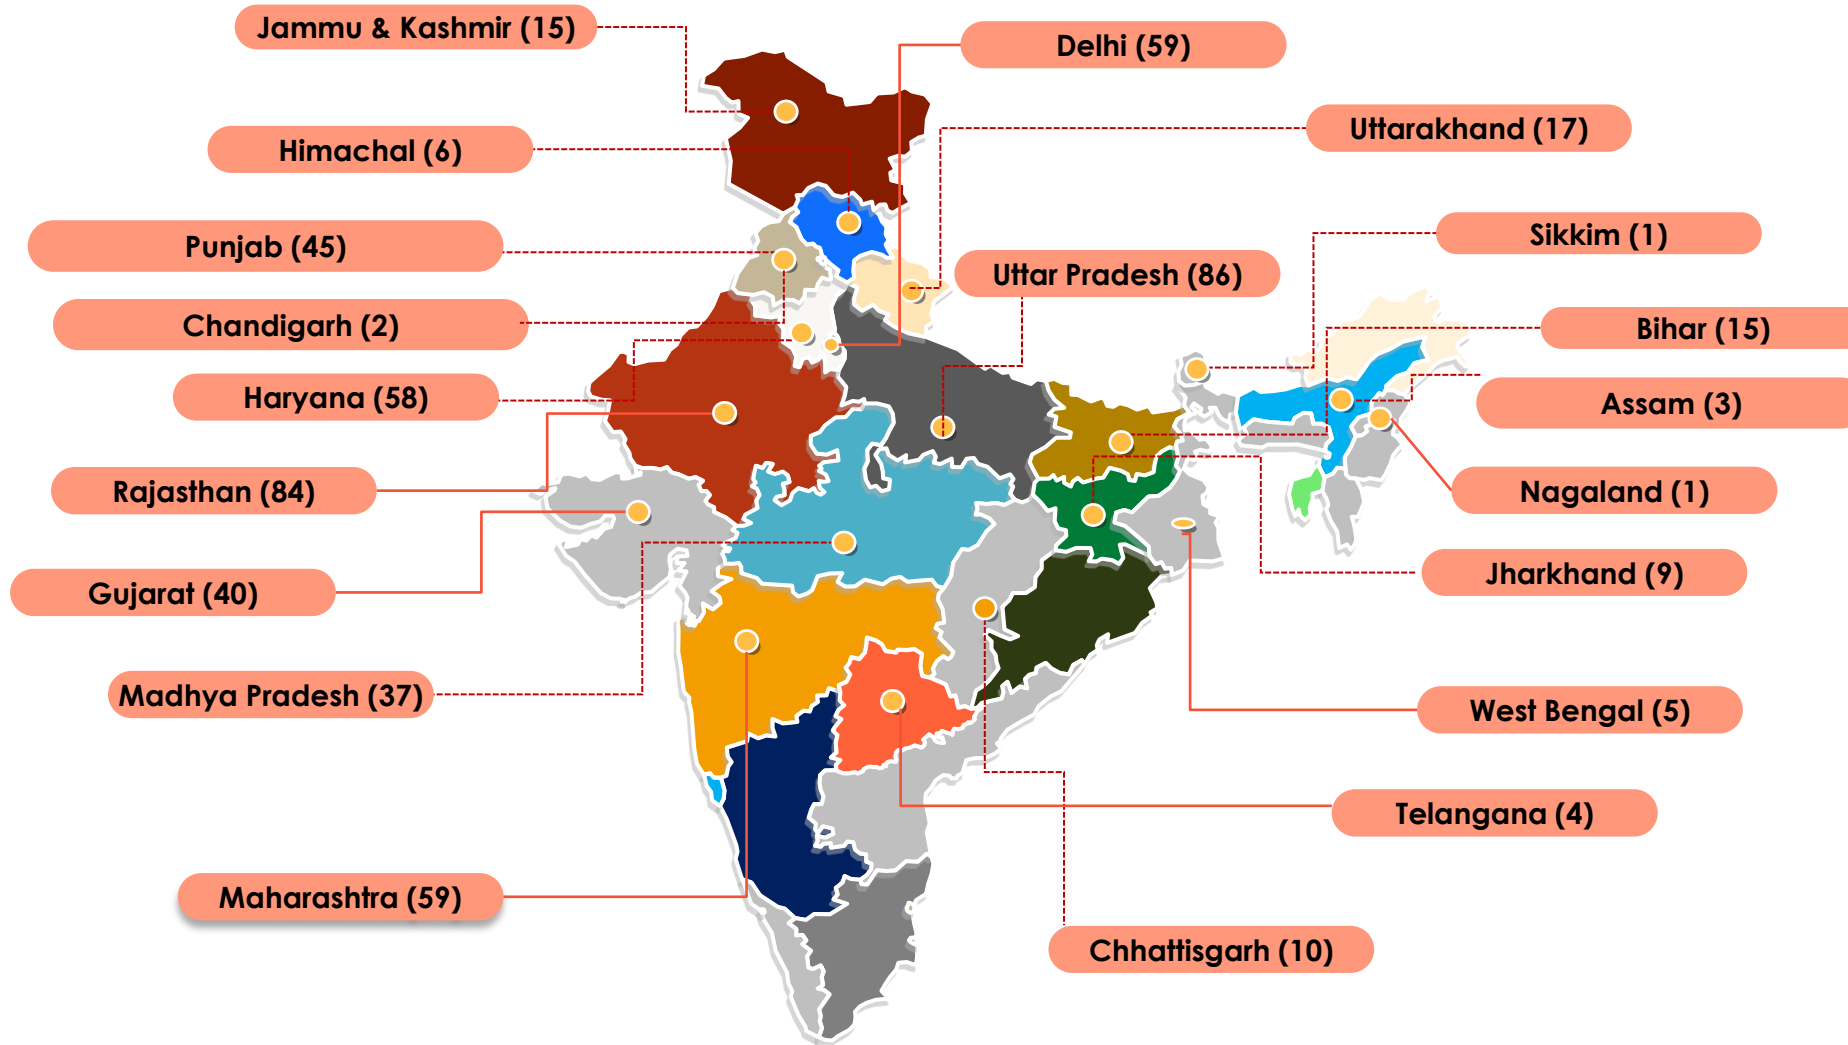 Jammu & Kashmir (15)
Delhi (59)
Uttarakhand (17)
Himachal (6)
Sikkim (1)
Punjab (45)
Uttar Pradesh (86)
Chandigarh (2)
Bihar (15)
Haryana (58)
Assam (3)
Rajasthan (84)
Nagaland (1)
Gujarat (40)
Jharkhand (9)
Madhya Pradesh (37)
West Bengal (5)
Telangana (4)
Maharashtra (59)
Chhattisgarh (10)